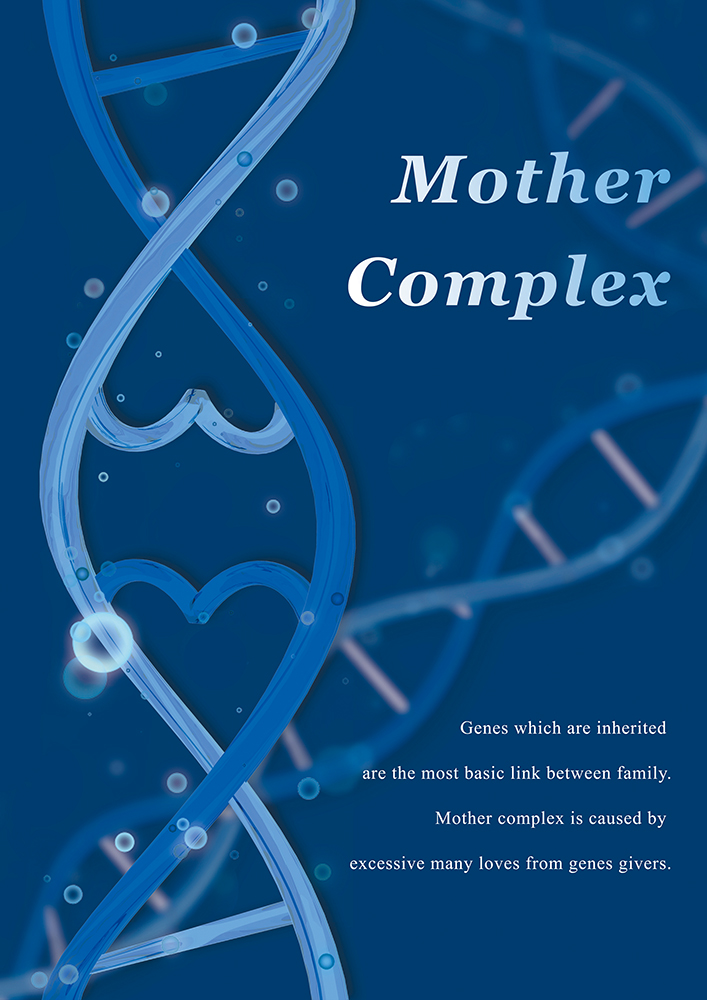 Mother
Complex
Genes which are inherited
are the most basic link between family.
Mother complex is caused by
excessive many loves from genes givers.